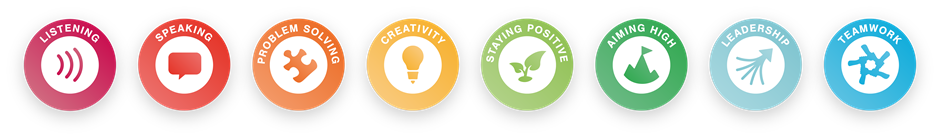 LISTENING
SPEAKING
PROBLEM SOLVING
CREATIVITY
STAYING POSITIVE
AIMING HIGH
LEADERSHIP
TEAMWORK